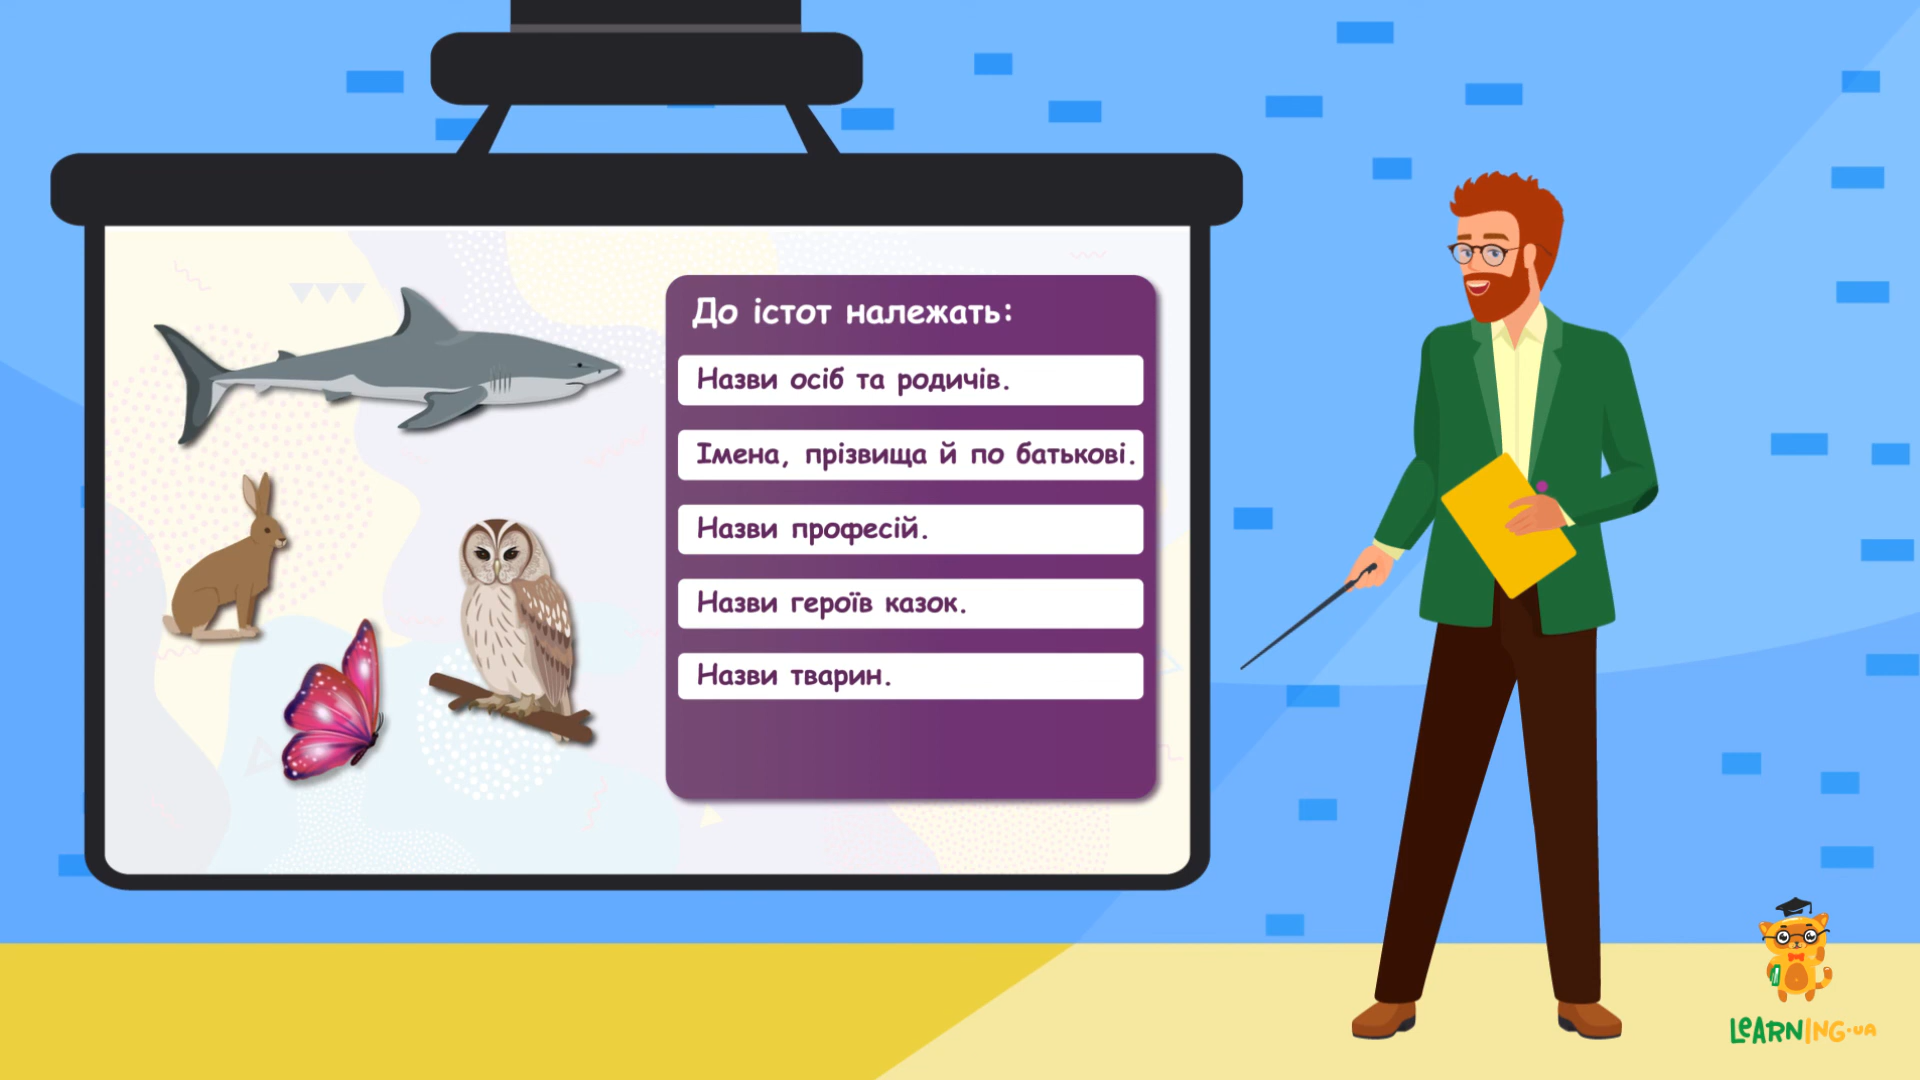 До істот належать:
Назви осіб та родичів.
Імена, прізвища й по батькові.
Назви професій.
Назви героїв казок.
Назви тварин.
LEARNING.UA